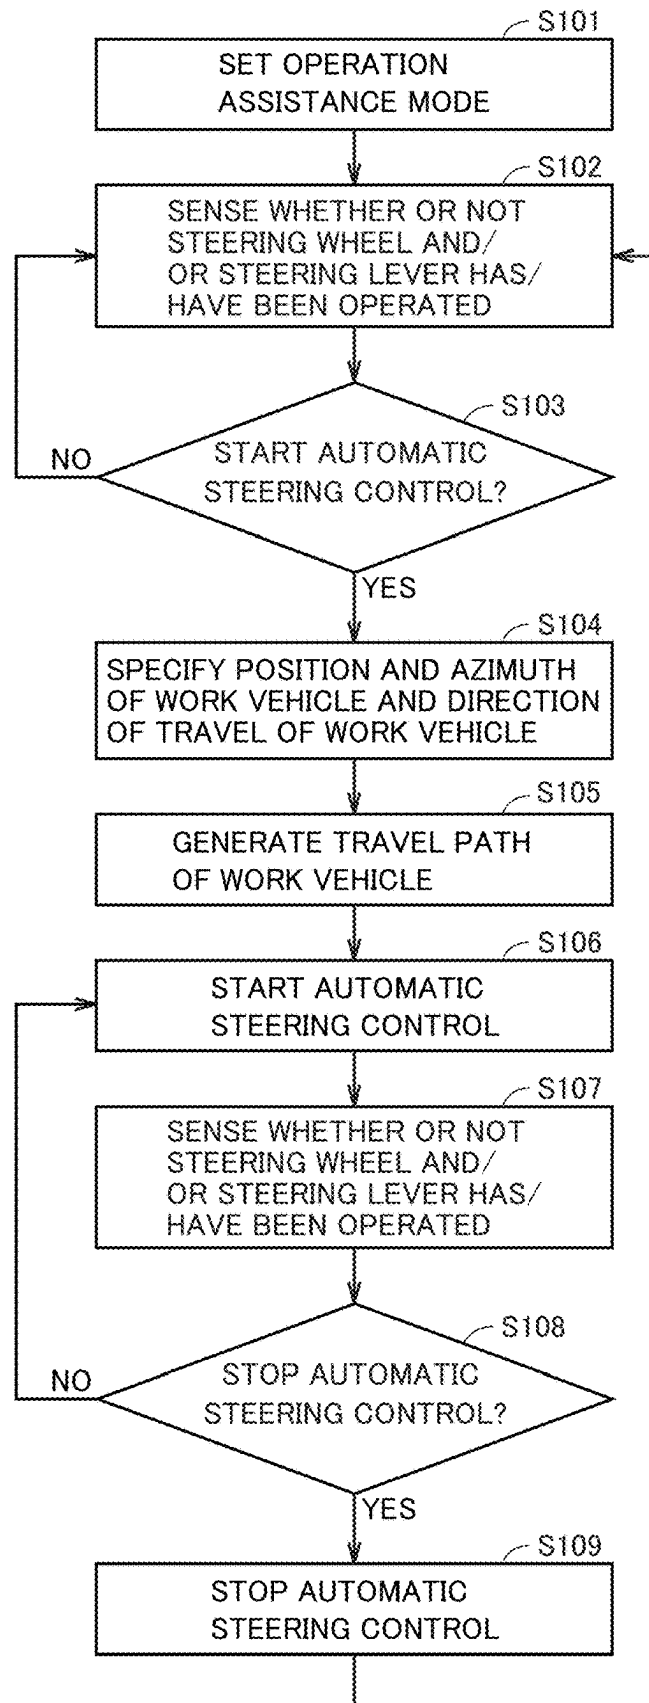 S101
SET OPERATION
ASSISTANCE MODE
S102
SENSE WHETHER OR NOT
STEERING WHEEL AND/
OR STEERING LEVER HAS/
HAVE BEEN OPERATED
S103
NO
START AUTOMATIC
STEERING CONTROL?
YES
S104
SPECIFY POSITION AND AZIMUTH
OF WORK VEHICLE AND DIRECTION
OF TRAVEL OF WORK VEHICLE
S105
GENERATE TRAVEL PATH
OF WORK VEHICLE
S106
START AUTOMATIC
STEERING CONTROL
S107
SENSE WHETHER OR NOT
STEERING WHEEL AND/
OR STEERING LEVER HAS/
HAVE BEEN OPERATED
S108
NO
STOP AUTOMATIC
STEERING CONTROL?
YES
S109
STOP AUTOMATIC
STEERING CONTROL